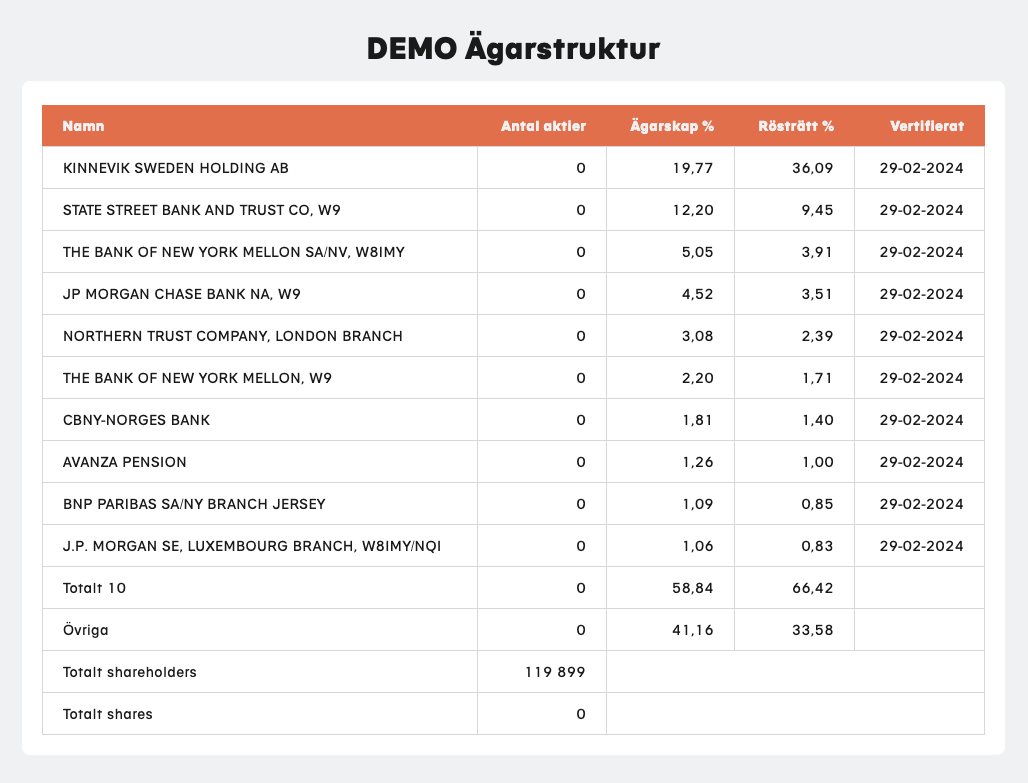 DEMO Ägarstruktur
Namn Antal aktier Ägarskap % Rösträtt % Vertifierat
KINNEVIK SWEDEN HOLDING AB 0 19,77 36,09 29-02-2024
STATE STREET BANK AND TRUST CO, W9 0 12,20 9,45 29-02-2024
THE BANK OF NEW YORK MELLON SA/NV, W8IMY 0 5,05 3,91 29-02-2024
JP MORGAN CHASE BANK NA, W9 0 4,52 3,51 29-02-2024
NORTHERN TRUST COMPANY, LONDON BRANCH 0 3,08 2,39 29-02-2024
THE BANK OF NEW YORK MELLON, W9 0 2,20 1,71 29-02-2024
CBNY-NORGES BANK 0 1,81 1,40 29-02-2024
AVANZA PENSION 0 1,26 1,00 29-02-2024
BNP PARIBAS SA/NY BRANCH JERSEY 0 1,09 0,85 29-02-2024
J.P. MORGAN SE, LUXEMBOURG BRANCH, W8IMY/NQI 0 1,06 0,83 29-02-2024
Totalt 10 0 58,84 66,42
Övriga 0 41,16 33,58
Totalt shareholders 119 899
Totalt shares 0